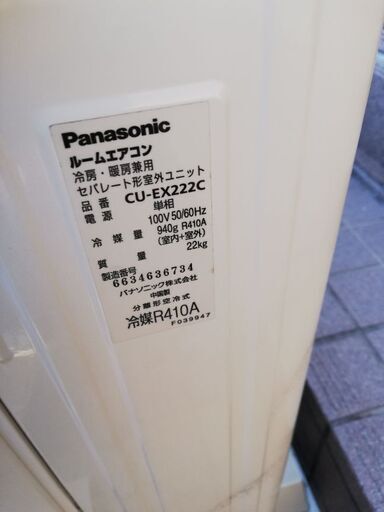 Panasonic
ルームエアコン
冷房・暖房兼用
セパレート形室外ユニット
品番 CU-EX222C
電源 単相
100V 50/60Hz
冷媒量 940g R410A
(室内+室外)
質量 22kg
製造番号
6634636734
パナソニック株式会社
中国製
分離形空冷式
冷媒R410A
F039947